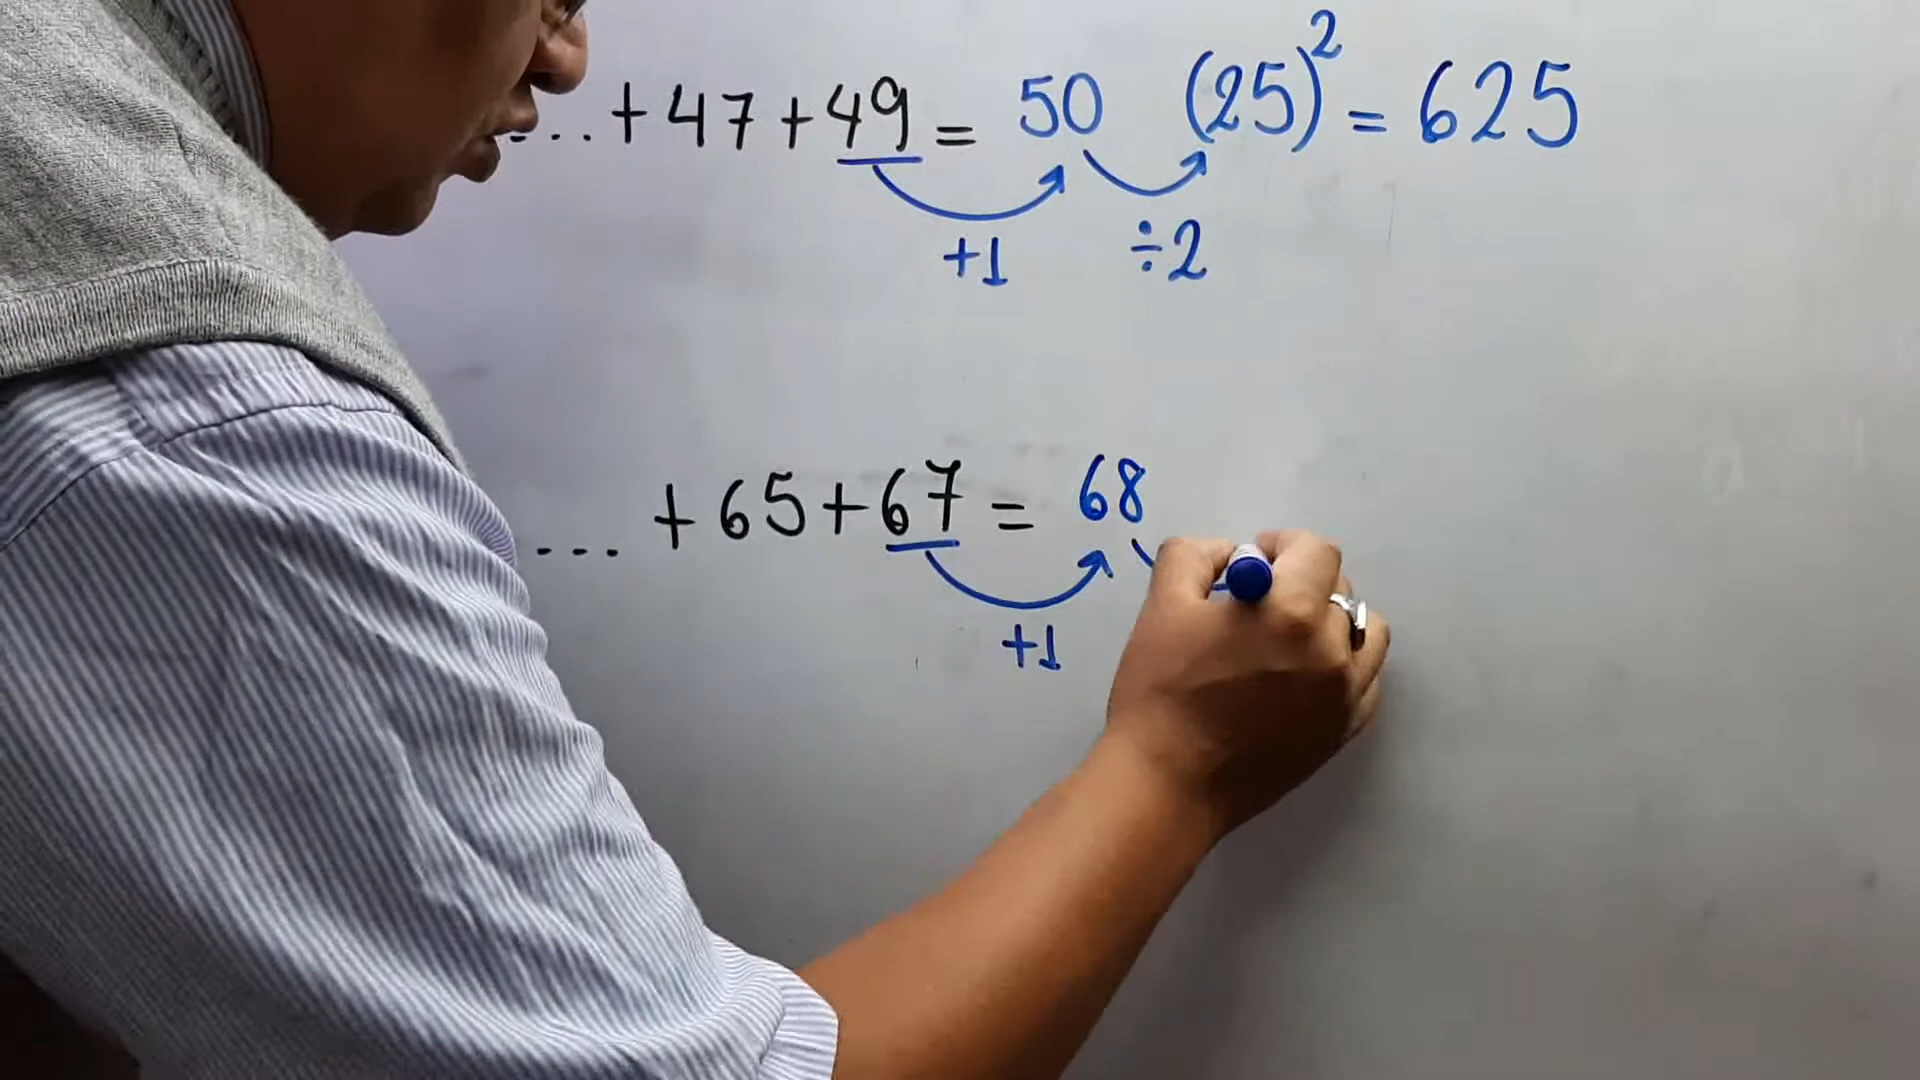 ...+47+49= 50 (25)² = 625
+1 ÷2
... +65+67= 68
+1